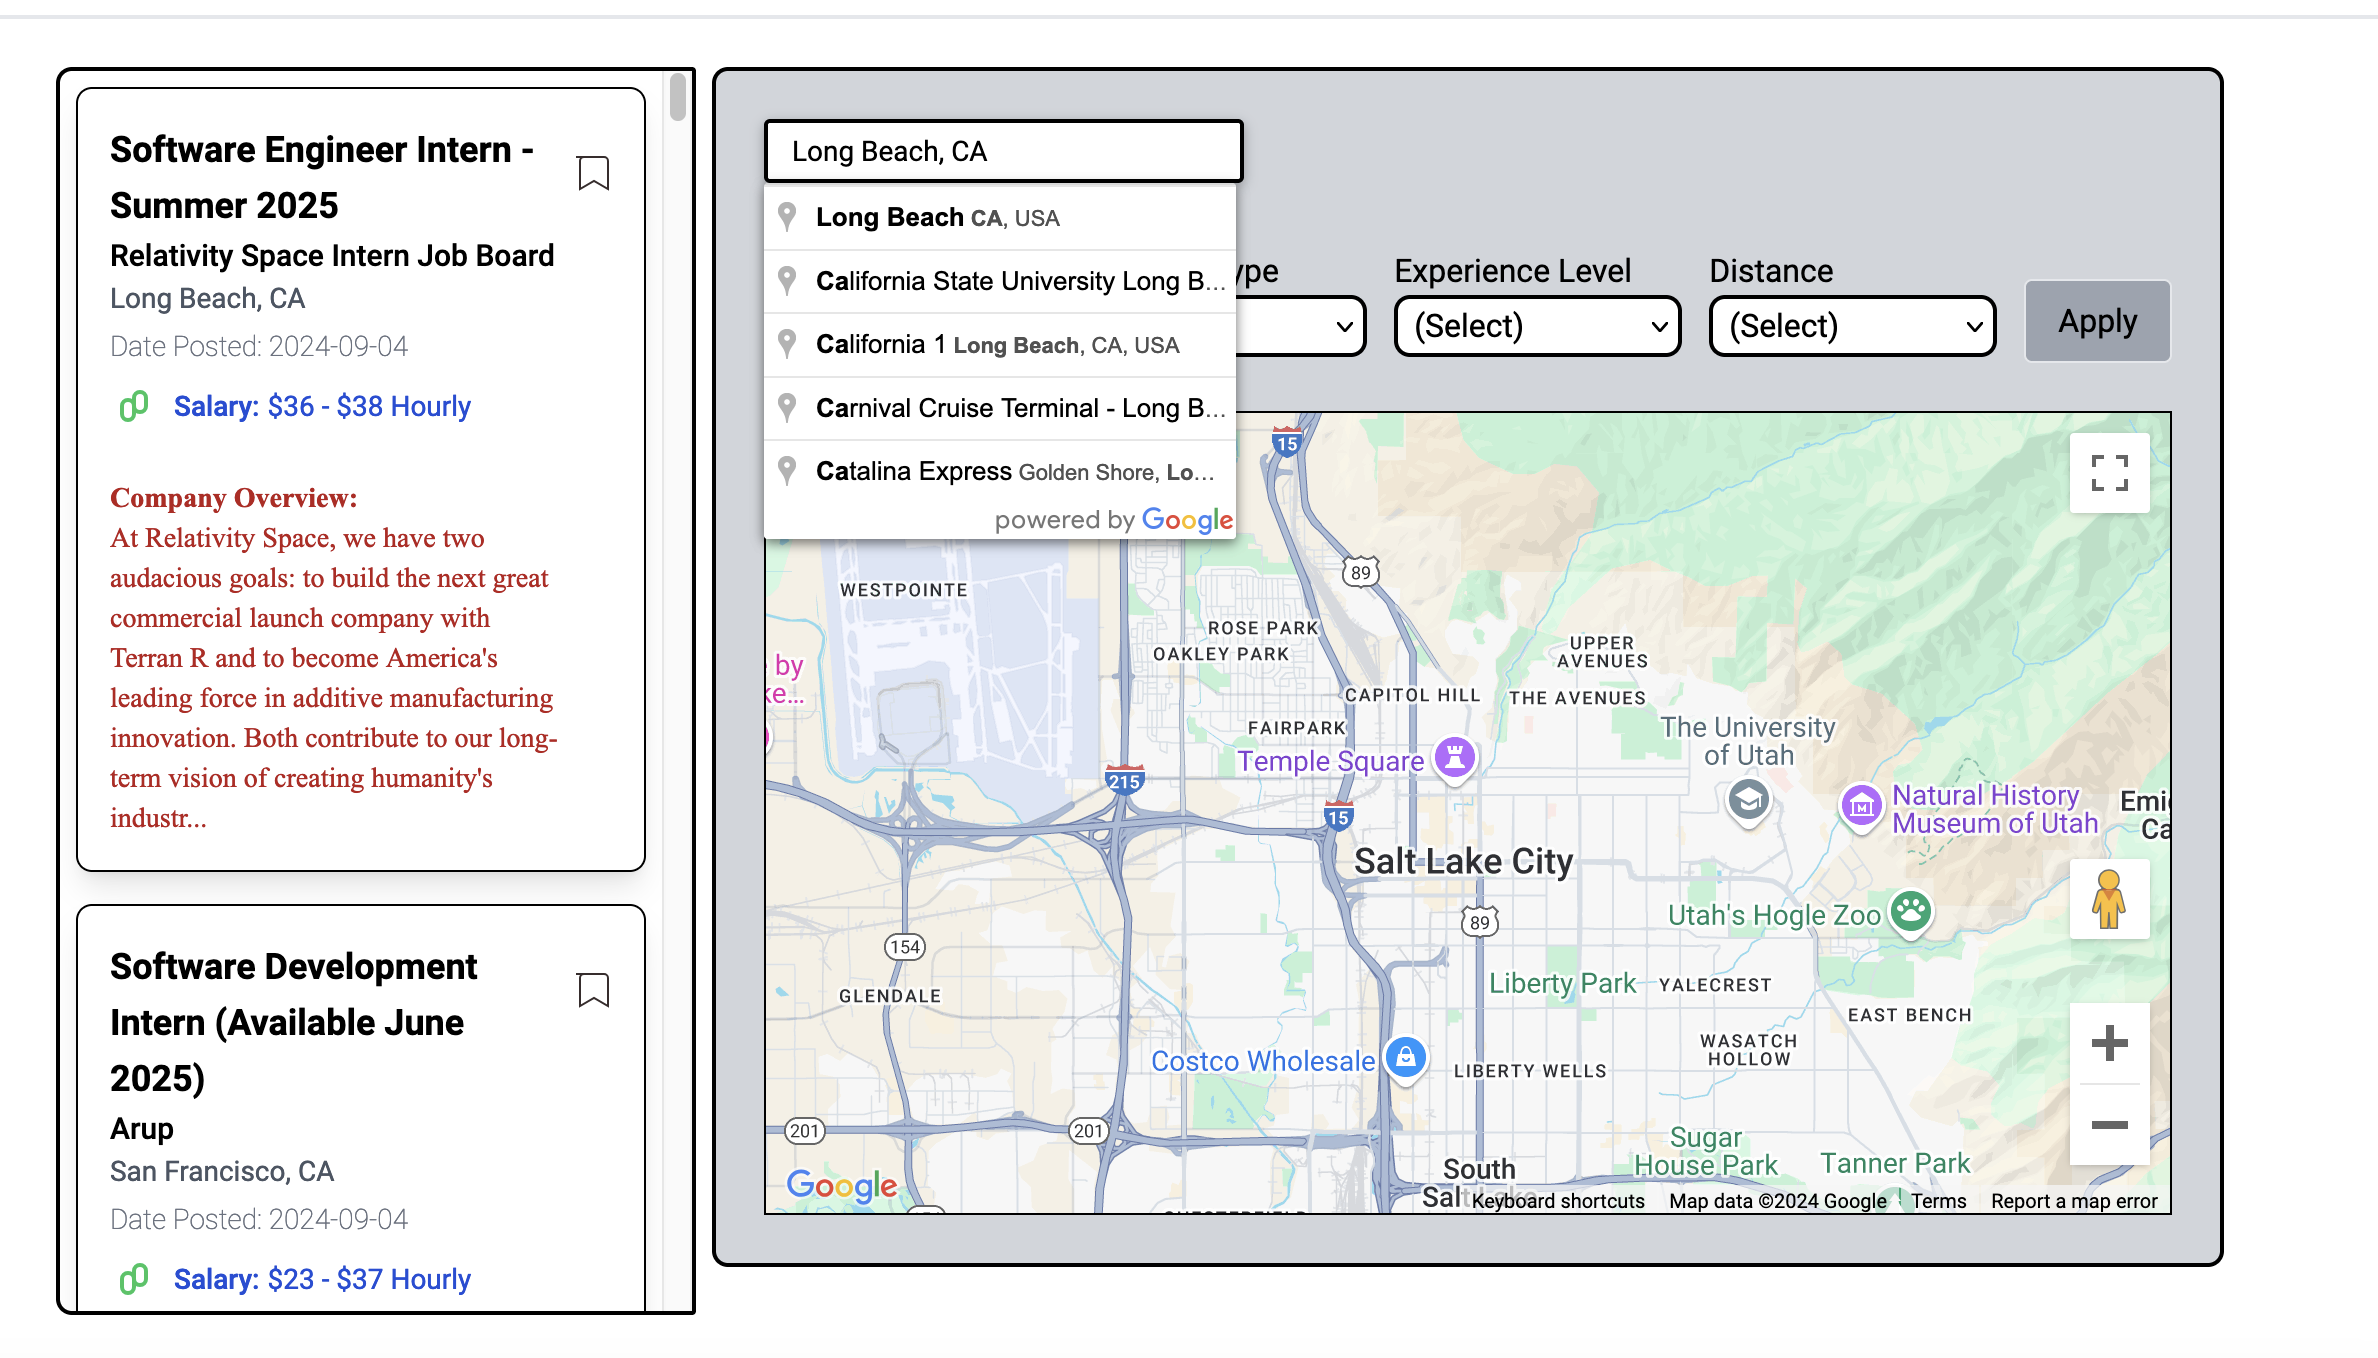 Software Engineer Intern -
Summer 2025
Relativity Space Intern Job Board
Long Beach, CA
Date Posted: 2024-09-04
Salary: $36 - $38 Hourly
Company Overview:
At Relativity Space, we have two
audacious goals: to build the next great
commercial launch company with
Terran R and to become America's
leading force in additive manufacturing
innovation. Both contribute to our long-
term vision of creating humanity's
industr...
Software Development
Intern (Available June
2025)
Arup
San Francisco, CA
Date Posted: 2024-09-04
Salary: $23 - $37 Hourly
Long Beach, CA
Long Beach CA, USA
California State University Long B...
California 1 Long Beach, CA, USA
Carnival Cruise Terminal - Long B...
Catalina Express Golden Shore, Lo...
powered by Google
ype
Experience Level
(Select)
Distance
(Select)
Apply
15
89
WESTPOINTE
ROSE PARK
OAKLEY PARK
UPPER
AVENUES
by
ke...
CAPITOL HILL
THE AVENUES
FAIRPARK
The University
of Utah
Temple Square
215
15
Natural History
Museum of Utah
Emi
Ca
Salt Lake City
Utah's Hogle Zoo
89
154
GLENDALE
Liberty Park
YALECREST
EAST BENCH
WASATCH
HOLLOW
Costco Wholesale
LIBERTY WELLS
201
201
Sugar
House Park
Tanner Park
South
Salt Lake
Google
Keyboard shortcuts
Map data ©2024 Google
Terms
Report a map error